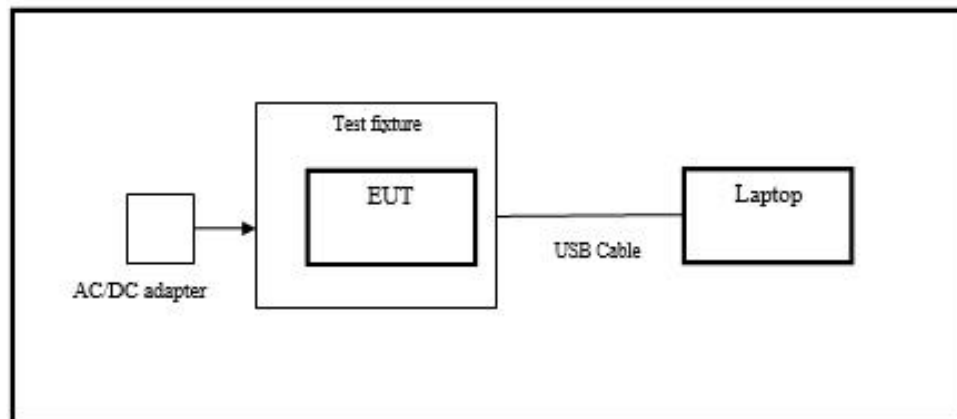 Test fixture
EUT
Laptop
USB Cable
AC/DC adapter